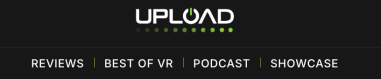 UPLOAD
REVIEWS | BEST OF VR | PODCAST | SHOWCASE